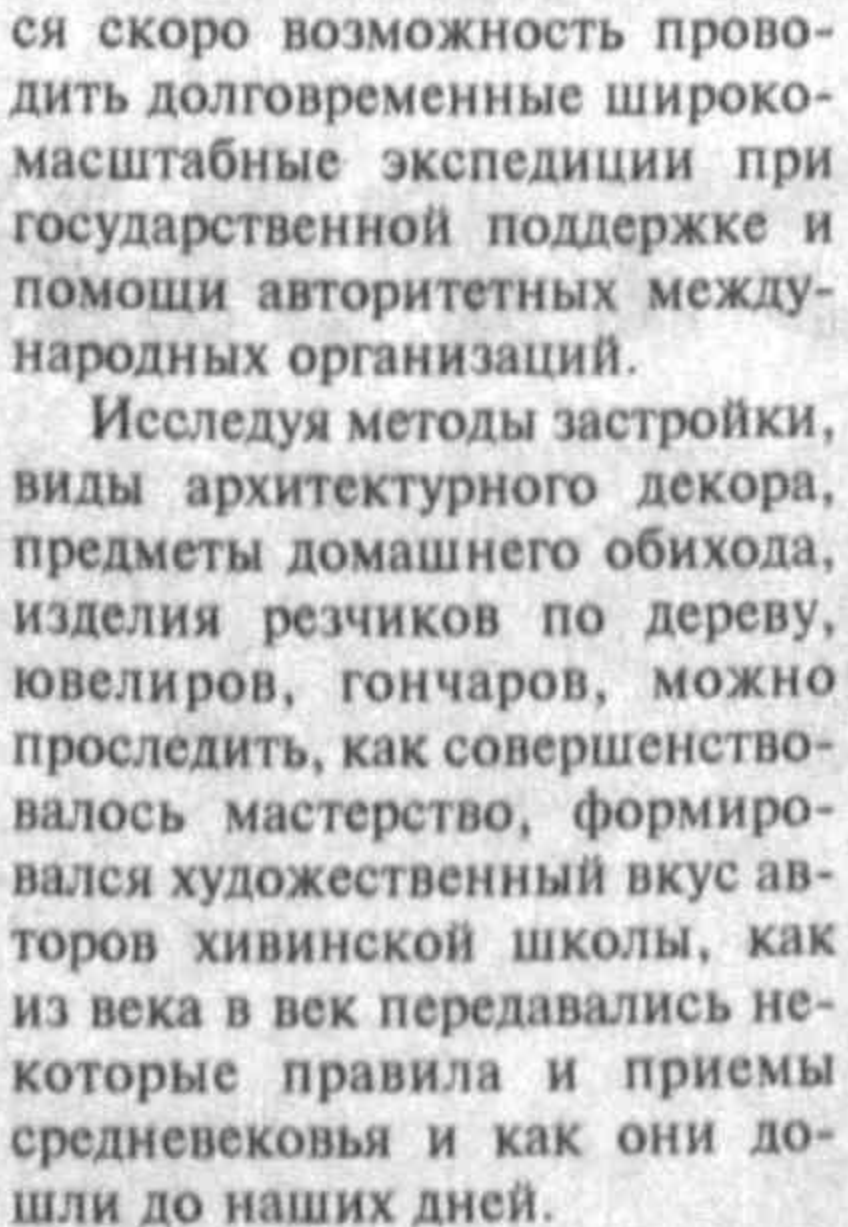 ся скоро возможность прово-
дить долговременные широко-
масштабные экспедиции при
государственной поддержке и
помощи авторитетных между-
народных организаций.
Исследуя методы застройки,
виды архитектурного декора,
предметы домашнего обихода,
изделия резчиков по дереву,
ювелиров, гончаров, можно
проследить, как совершенство-
валось мастерство, формиро-
вался художественный вкус ав-
торов хивинской школы, как
из века в век передавались не-
которые правила и приемы
средневековья и как они до-
шли до наших дней.